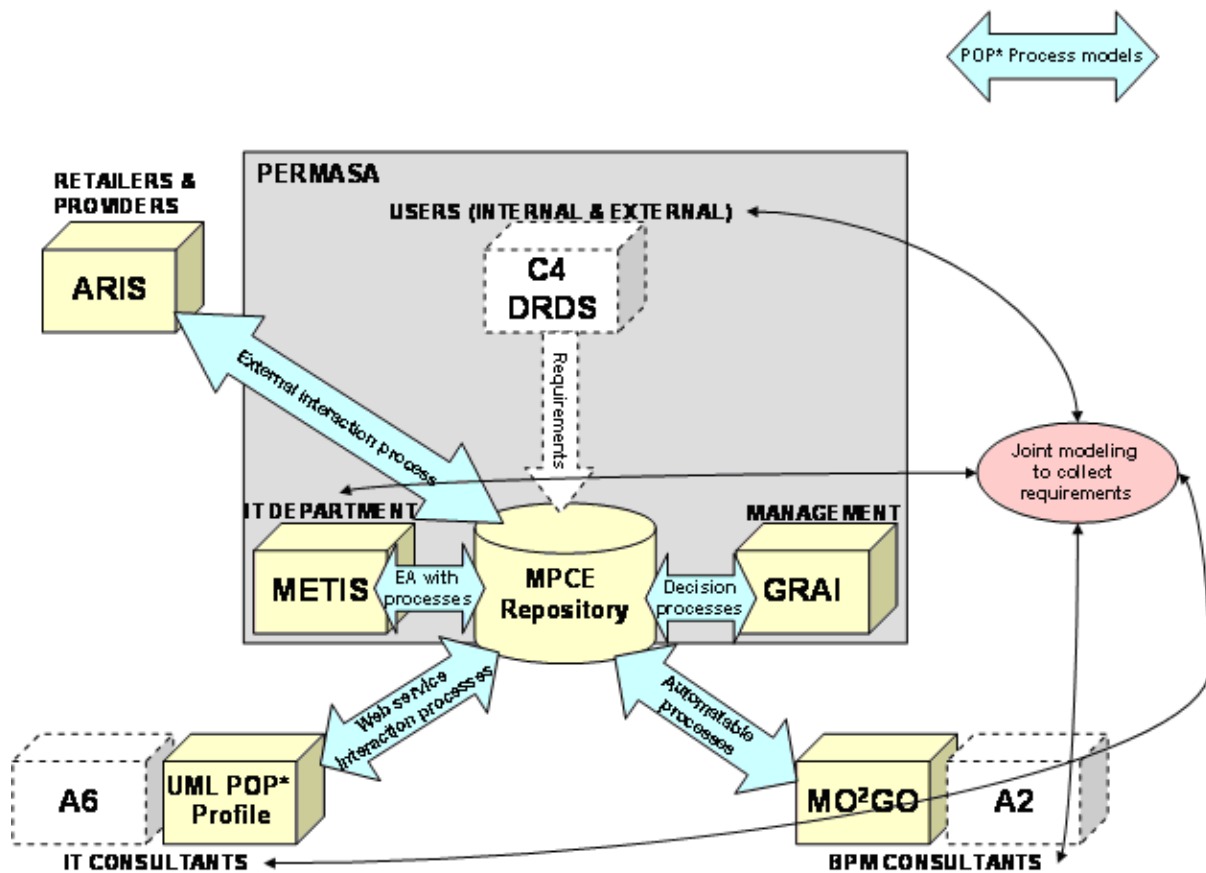 POP* Process models
PERMASA
RETAILERS &
PROVIDERS
USERS (INTERNAL & EXTERNAL)
ARIS
C4
DRDS
Requirements
External interaction process
Joint modeling
to collect
requirements
IT DEPARTMENT
MANAGEMENT
METIS
EA with
processes
MPCE
Repository
Decision
processes
GRAI
Web service
Interaction processes
Automatable
processes
A6
UML POP*
Profile
MO²GO
A2
IT CONSULTANTS
BPM CONSULTANTS